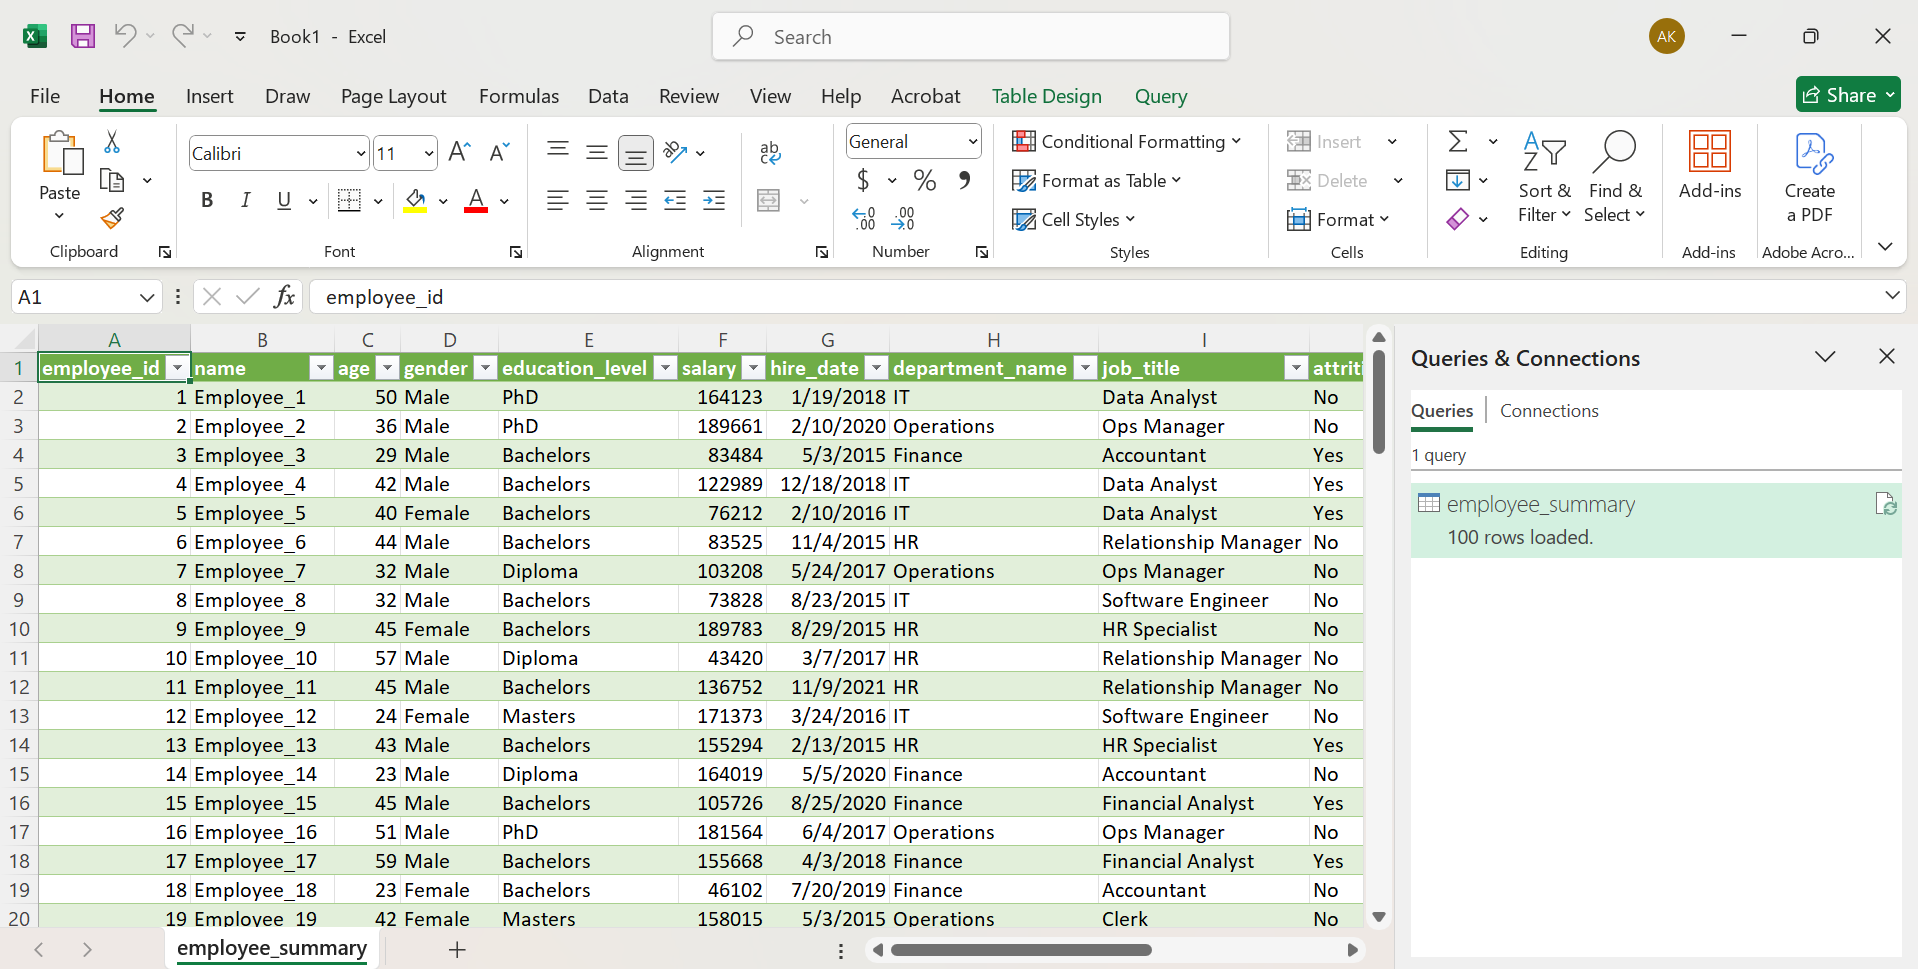 Book1 - Excel
Search
AK
File Home Insert Draw Page Layout Formulas Data Review View Help Acrobat Table Design Query
Share
Paste
Clipboard
Calibri 11
B I U
Font
ab
Alignment
General
$ % 9
Number
Conditional Formatting
Format as Table
Cell Styles
Styles
Insert
Delete
Format
Cells
Sort & Filter
Find & Select
Editing
Add-ins
Add-ins
Create a PDF
Adobe Acro...
A1 fx employee_id
A B C D E F G H I
1 employee_id name age gender education_level salary hire_date department_name job_title attriti
2 1 Employee_1 50 Male PhD 164123 1/19/2018 IT Data Analyst No
3 2 Employee_2 36 Male PhD 189661 2/10/2020 Operations Ops Manager No
4 3 Employee_3 29 Male Bachelors 83484 5/3/2015 Finance Accountant Yes
5 4 Employee_4 42 Male Bachelors 122989 12/18/2018 IT Data Analyst Yes
6 5 Employee_5 40 Female Bachelors 76212 2/10/2016 IT Data Analyst Yes
7 6 Employee_6 44 Male Bachelors 83525 11/4/2015 HR Relationship Manager No
8 7 Employee_7 32 Male Diploma 103208 5/24/2017 Operations Ops Manager No
9 8 Employee_8 32 Male Bachelors 73828 8/23/2015 IT Software Engineer No
10 9 Employee_9 45 Female Bachelors 189783 8/29/2015 HR HR Specialist No
11 10 Employee_10 57 Male Diploma 43420 3/7/2017 HR Relationship Manager No
12 11 Employee_11 45 Male Bachelors 136752 11/9/2021 HR Relationship Manager No
13 12 Employee_12 24 Female Masters 171373 3/24/2016 IT Software Engineer No
14 13 Employee_13 43 Male Bachelors 155294 2/13/2015 HR HR Specialist Yes
15 14 Employee_14 23 Male Diploma 164019 5/5/2020 Finance Accountant No
16 15 Employee_15 45 Male Bachelors 105726 8/25/2020 Finance Financial Analyst Yes
17 16 Employee_16 51 Male PhD 181564 6/4/2017 Operations Ops Manager No
18 17 Employee_17 59 Male Bachelors 155668 4/3/2018 Finance Financial Analyst Yes
19 18 Employee_18 23 Female Bachelors 46102 7/20/2019 Finance Accountant No
20 19 Employee_19 42 Female Masters 158015 5/3/2015 Operations Clerk No
employee_summary
Queries & Connections
Queries Connections
1 query
employee_summary
100 rows loaded.